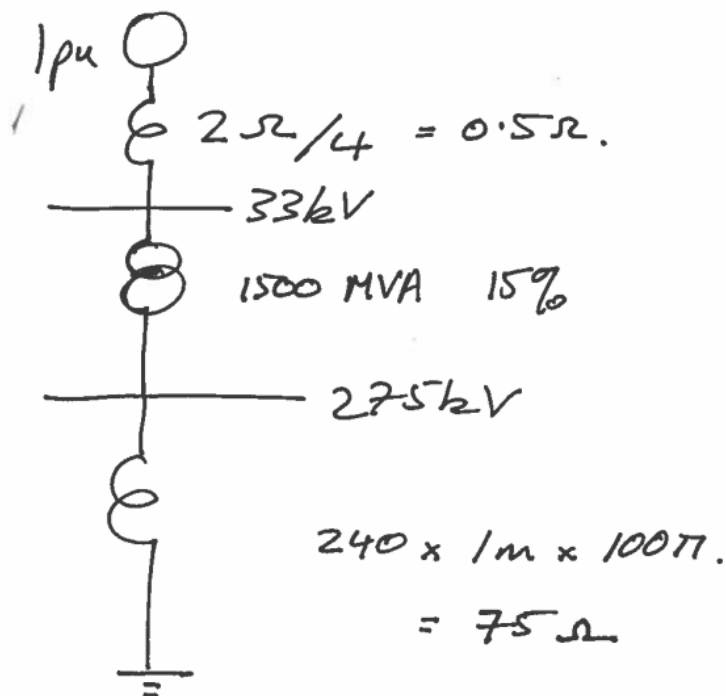 1pu
2Ω/4 = 0.5Ω.
33kV
1500 MVA 15%
275kV
240 x 1m x 100π.
= 75Ω